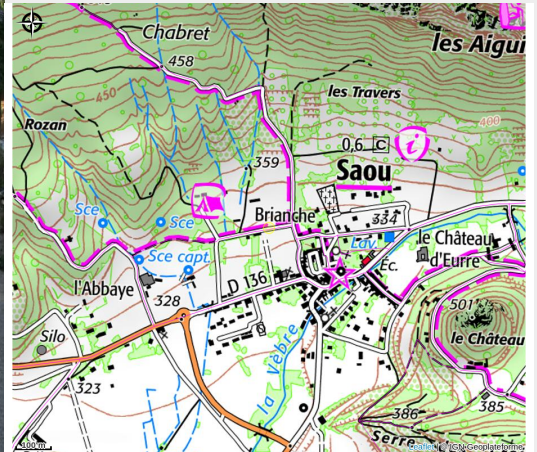 Chabret
les Aigui
458
450
les Travers
Rozan
400
0,6 C
i
359
Saou
Sce
Sce
Brianche
334
Lav.
le Château
d'Eurre
Sce capt.
Éc.
l'Abbaye
D 136
328
501
Silo
la Vèbre
le Château
323
386
385
Serre
100 m
Leaflet | © IGN Geoplateforme